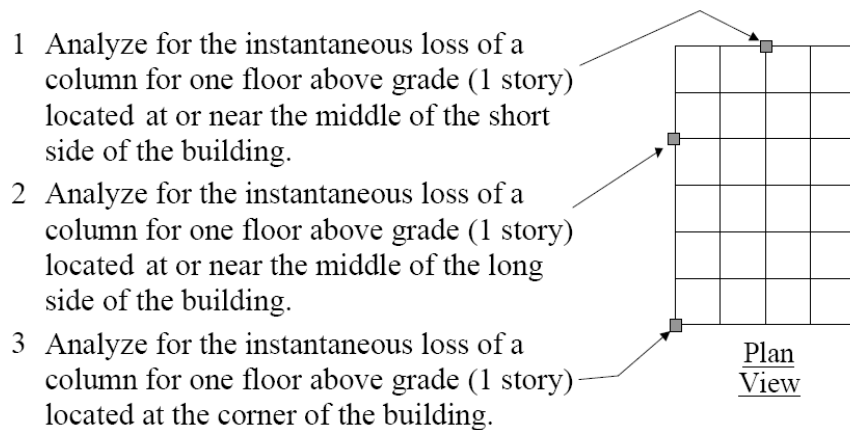 1 Analyze for the instantaneous loss of a
column for one floor above grade (1 story)
located at or near the middle of the short
side of the building.
2 Analyze for the instantaneous loss of a
column for one floor above grade (1 story)
located at or near the middle of the long
side of the building.
3 Analyze for the instantaneous loss of a
column for one floor above grade (1 story)
located at the corner of the building.
Plan
View